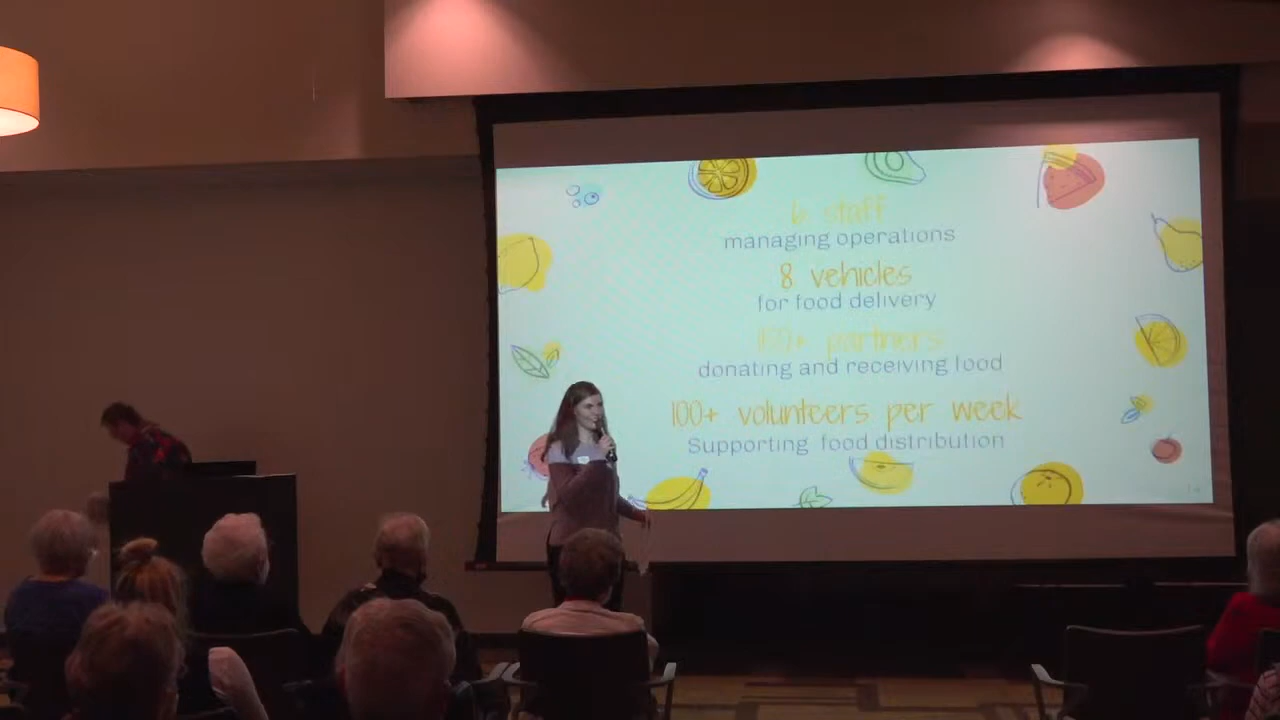 6 staff
managing operations
8 vehicles
for food delivery
100+ partners
donating and receiving food
100+ volunteers per week
Supporting food distribution